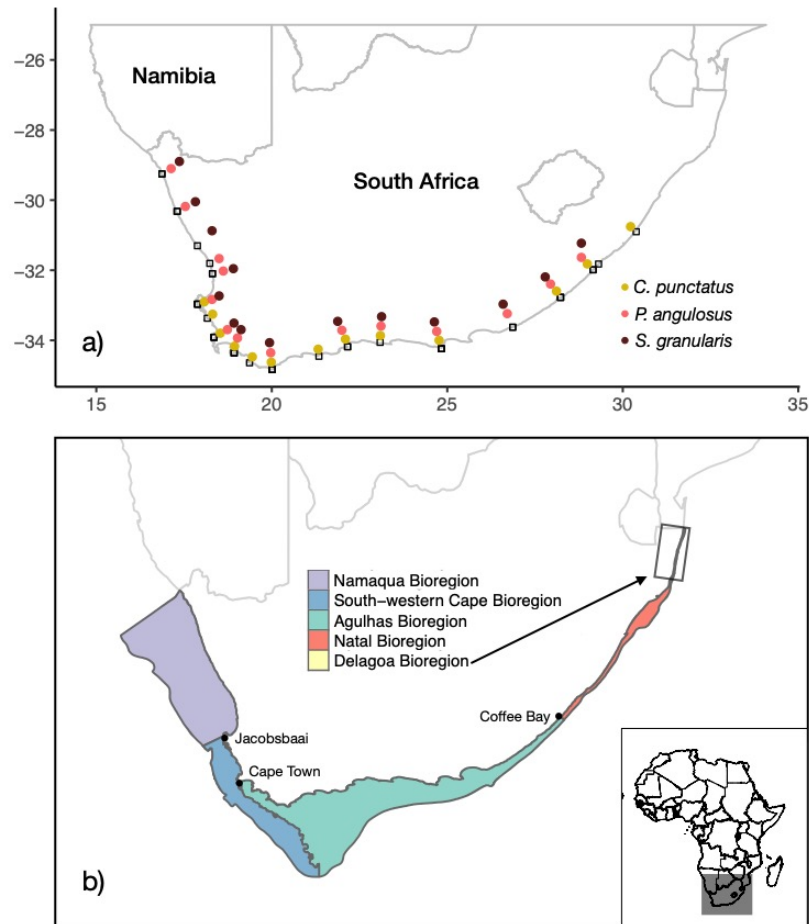 −26
−28
−30
−32
−34
Namibia
South Africa
C. punctatus
P. angulosus
S. granularis
a)
15
20
25
30
35
Namaqua Bioregion
South−western Cape Bioregion
Agulhas Bioregion
Natal Bioregion
Delagoa Bioregion
Coffee Bay
Jacobsbaai
Cape Town
b)